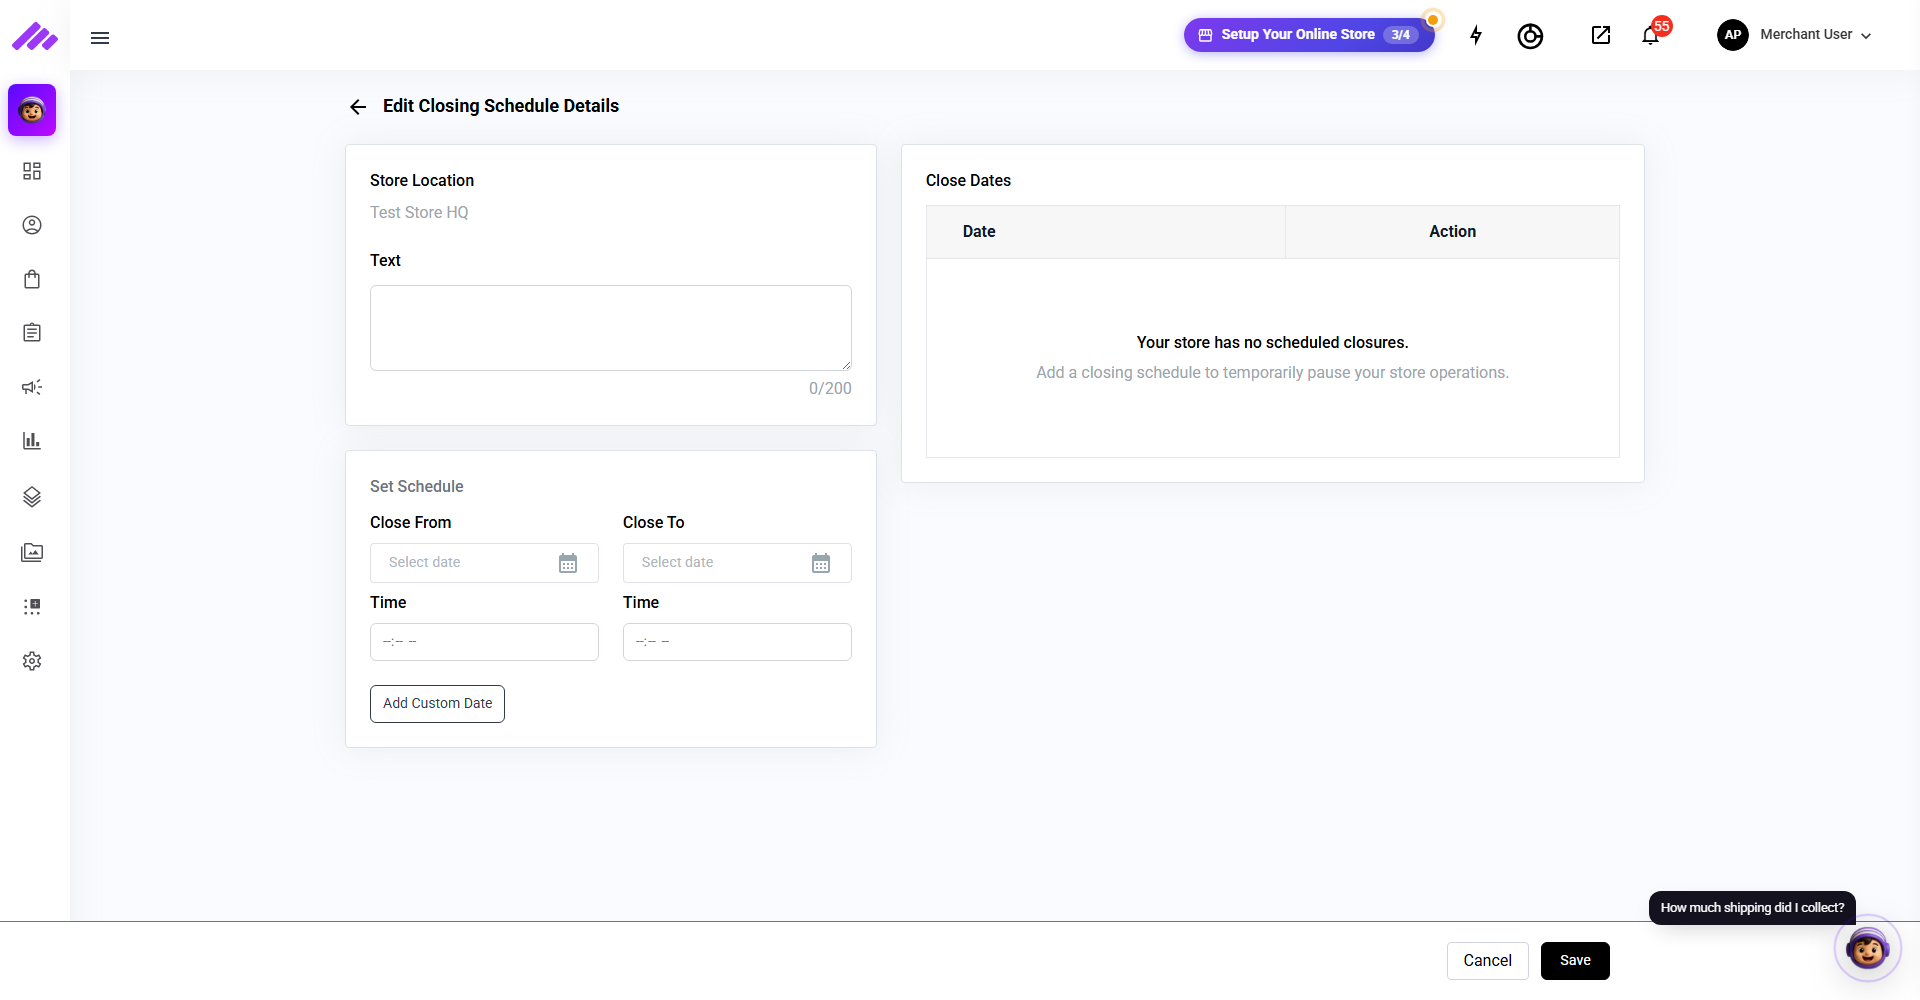 Setup Your Online Store 3/4
55
AP Merchant User
Edit Closing Schedule Details
Store Location
Test Store HQ
Text
0/200
Set Schedule
Close From Close To
Select date Select date
Time Time
--:-- -- --:-- --
Add Custom Date
Close Dates
Date Action
Your store has no scheduled closures.
Add a closing schedule to temporarily pause your store operations.
How much shipping did I collect?
Cancel Save